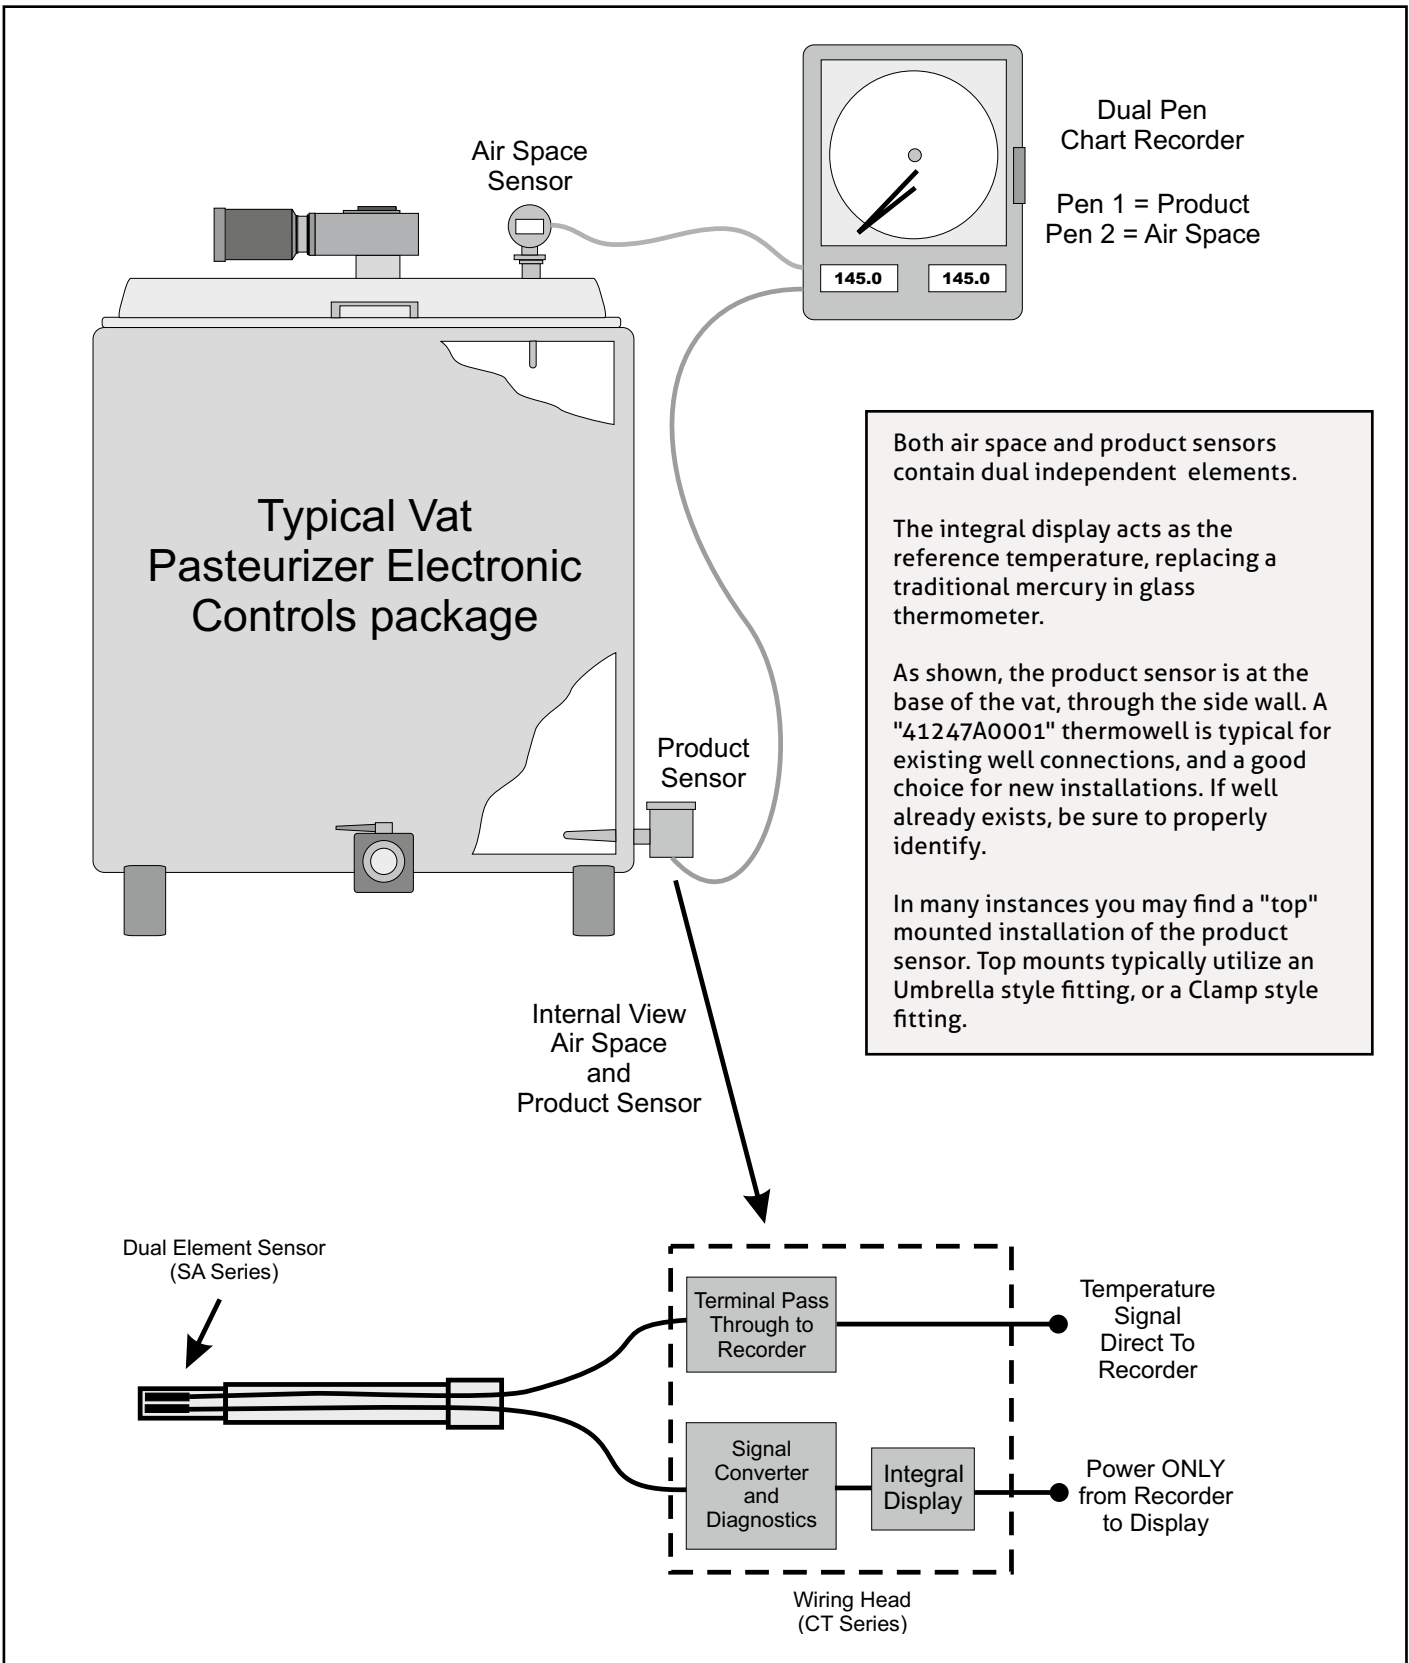 Dual Pen
Chart Recorder
Pen 1 = Product
Pen 2 = Air Space
Air Space
Sensor
145.0
145.0
Typical Vat
Pasteurizer Electronic
Controls package
Both air space and product sensors
contain dual independent elements.
The integral display acts as the
reference temperature, replacing a
traditional mercury in glass
thermometer.
As shown, the product sensor is at the
base of the vat, through the side wall. A
"41247A0001" thermowell is typical for
existing well connections, and a good
choice for new installations. If well
already exists, be sure to properly
identify.
In many instances you may find a "top"
mounted installation of the product
sensor. Top mounts typically utilize an
Umbrella style fitting, or a Clamp style
fitting.
Product
Sensor
Internal View
Air Space
and
Product Sensor
Dual Element Sensor
(SA Series)
Terminal Pass
Through to
Recorder
Temperature
Signal
Direct To
Recorder
Signal
Converter
and
Diagnostics
Integral
Display
Power ONLY
from Recorder
to Display
Wiring Head
(CT Series)